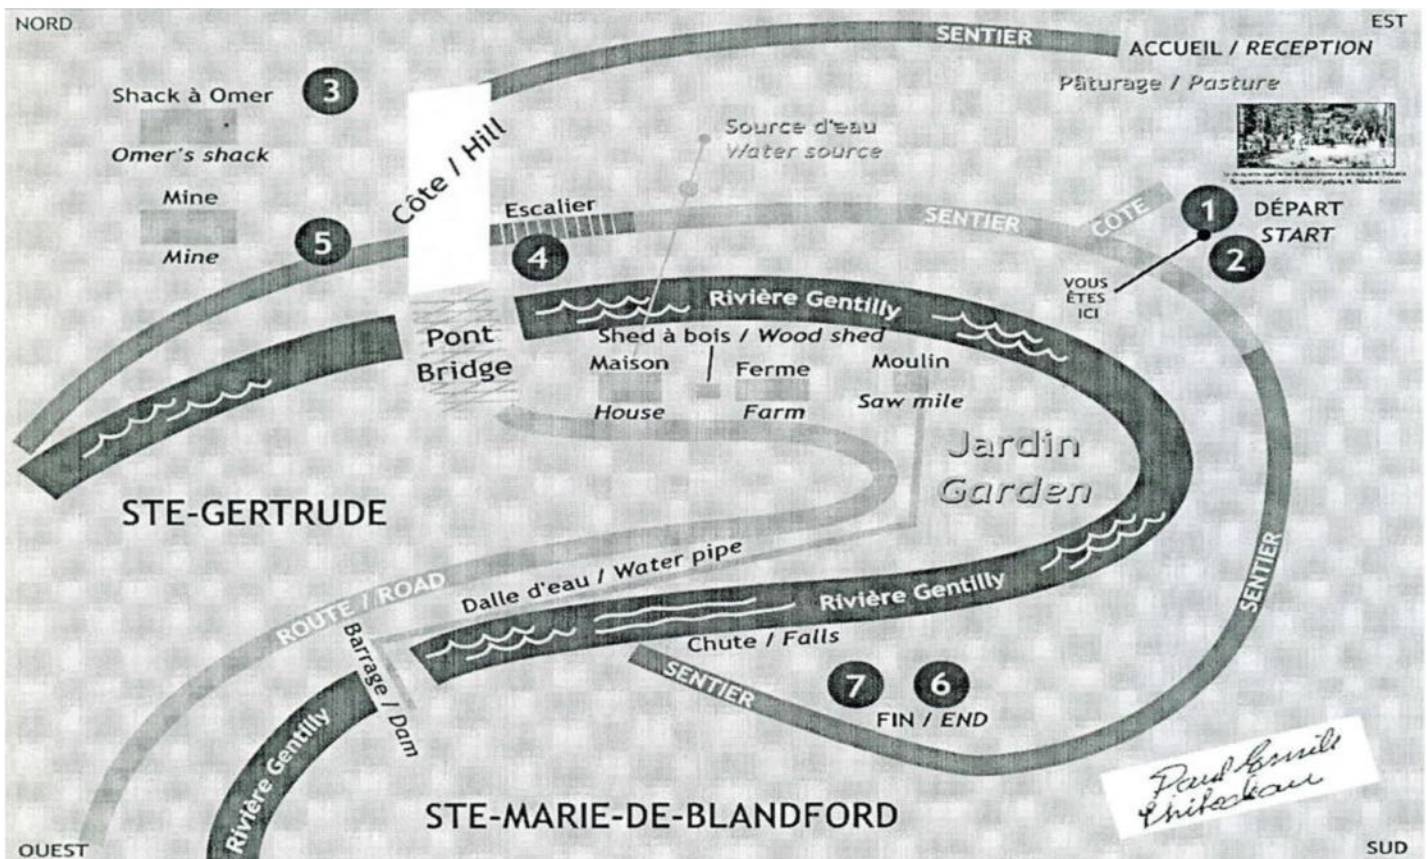 NORD
EST
SENTIER
ACCUEIL / RECEPTION
Pâturage / Pasture
3
Shack à Omer
Omer's shack
Côte / Hill
Source d'eau
Water source
Mine
Mine
5
Escalier
4
SENTIER
CÔTE
1
DÉPART
START
2
VOUS
ÊTES
ICI
Rivière Gentilly
Pont
Bridge
Shed à bois / Wood shed
Maison
House
Ferme
Farm
Moulin
Saw mile
Jardin
Garden
STE-GERTRUDE
SENTIER
Dalle d'eau / Water pipe
ROUTE / ROAD
Rivière Gentilly
Barrage / Dam
Chute / Falls
SENTIER
7
6
FIN / END
Rivière Gentilly
Paul Emile
STE-MARIE-DE-BLANDFORD
OUEST
SUD